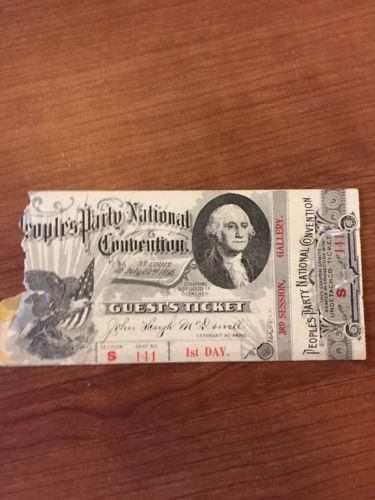 People's Party National
Convention.
ST. LOUIS
July 22nd 1896
COUPONS
NOT GOOD IF
DETACHED
GUEST'S TICKET
John Hugh McDowell
SERGEANT-AT-ARMS
SECTION
S
SEAT NO.
141
1st DAY.
3RD SESSION, GALLERY.
PEOPLES PARTY NATIONAL CONVENTION
S 141